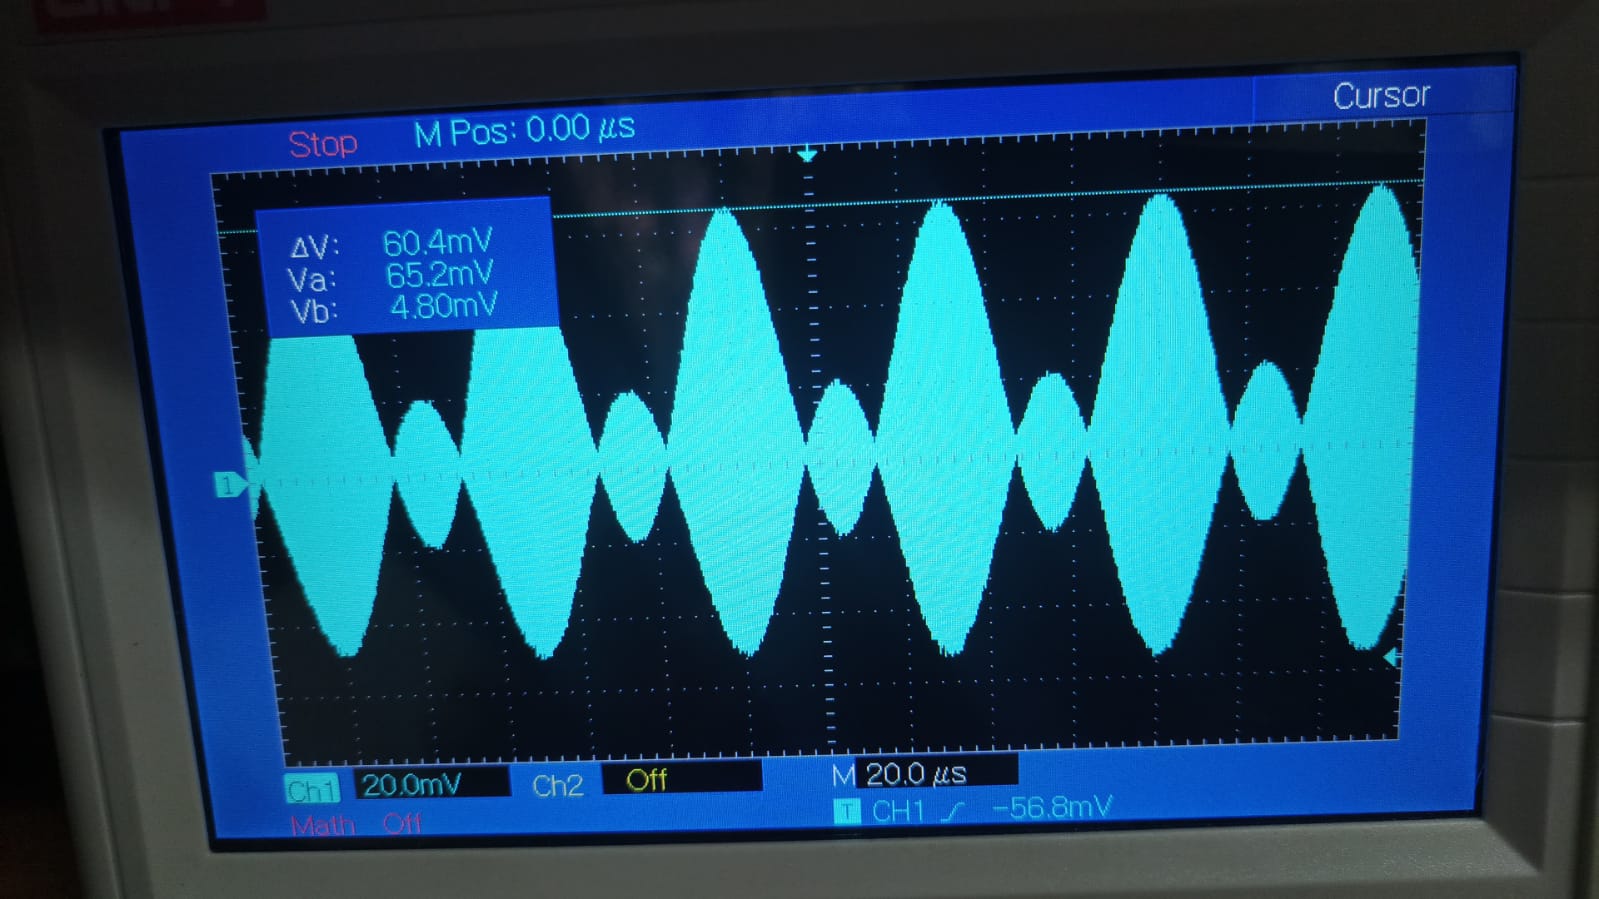 Cursor
Stop M Pos: 0.00 μs
ΔV: 60.4mV
Va: 65.2mV
Vb: 4.80mV
1
Ch1 20.0mV Ch2 Off M 20.0 μs
T CH1 -56.8mV
Math Off